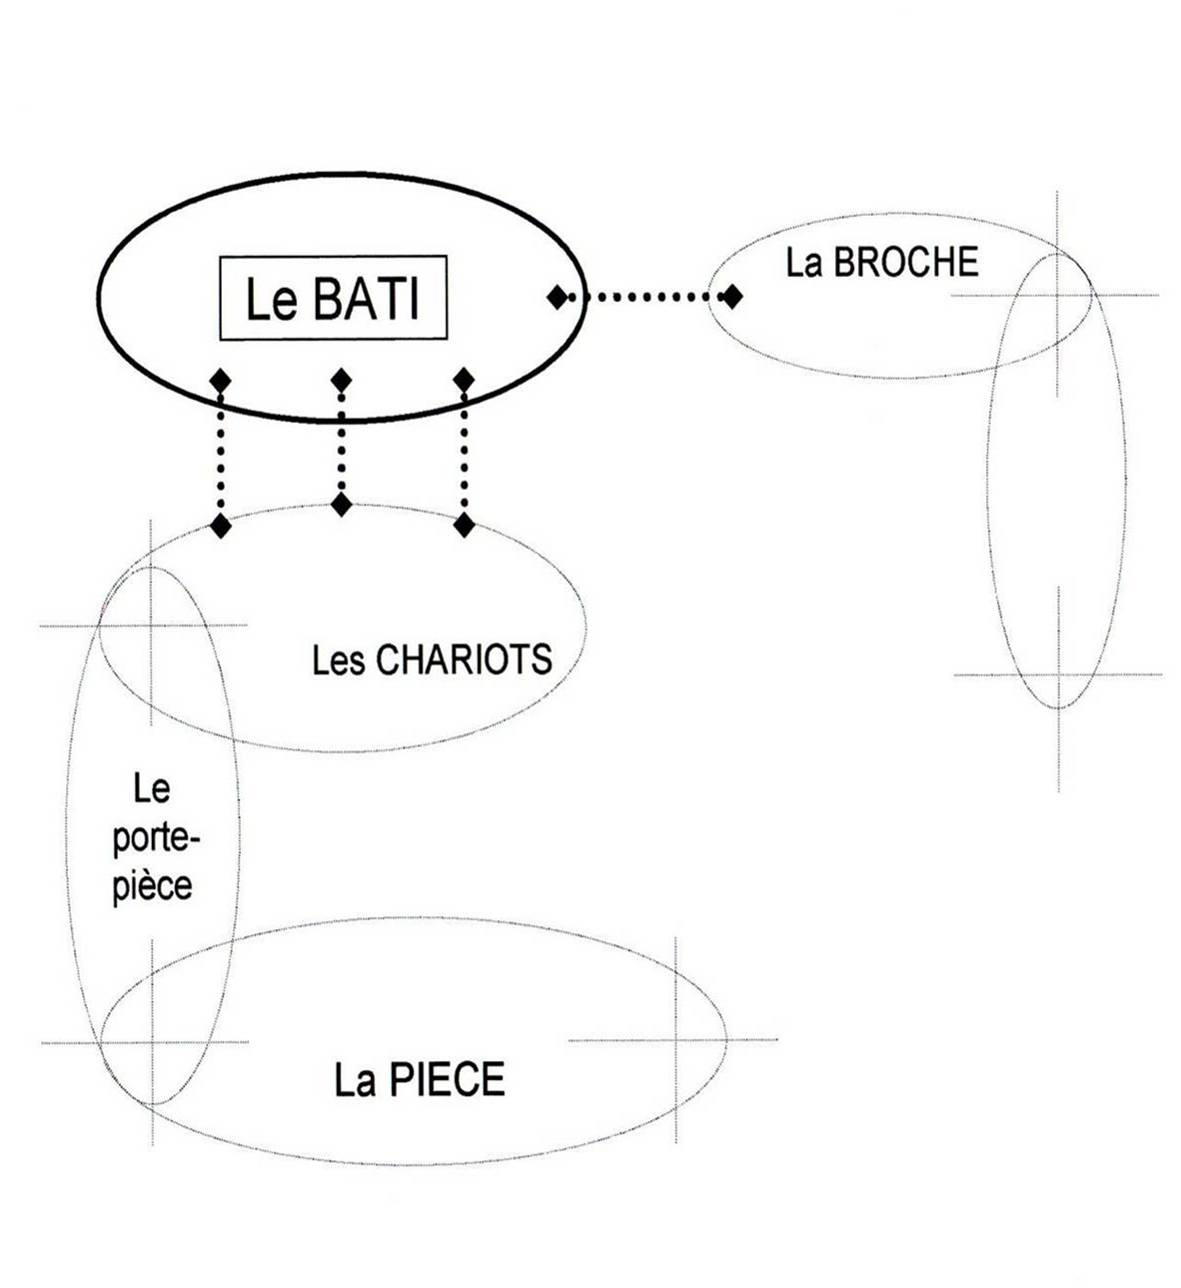 Le BATI
La BROCHE
Les CHARIOTS
Le
porte-
pièce
La PIECE